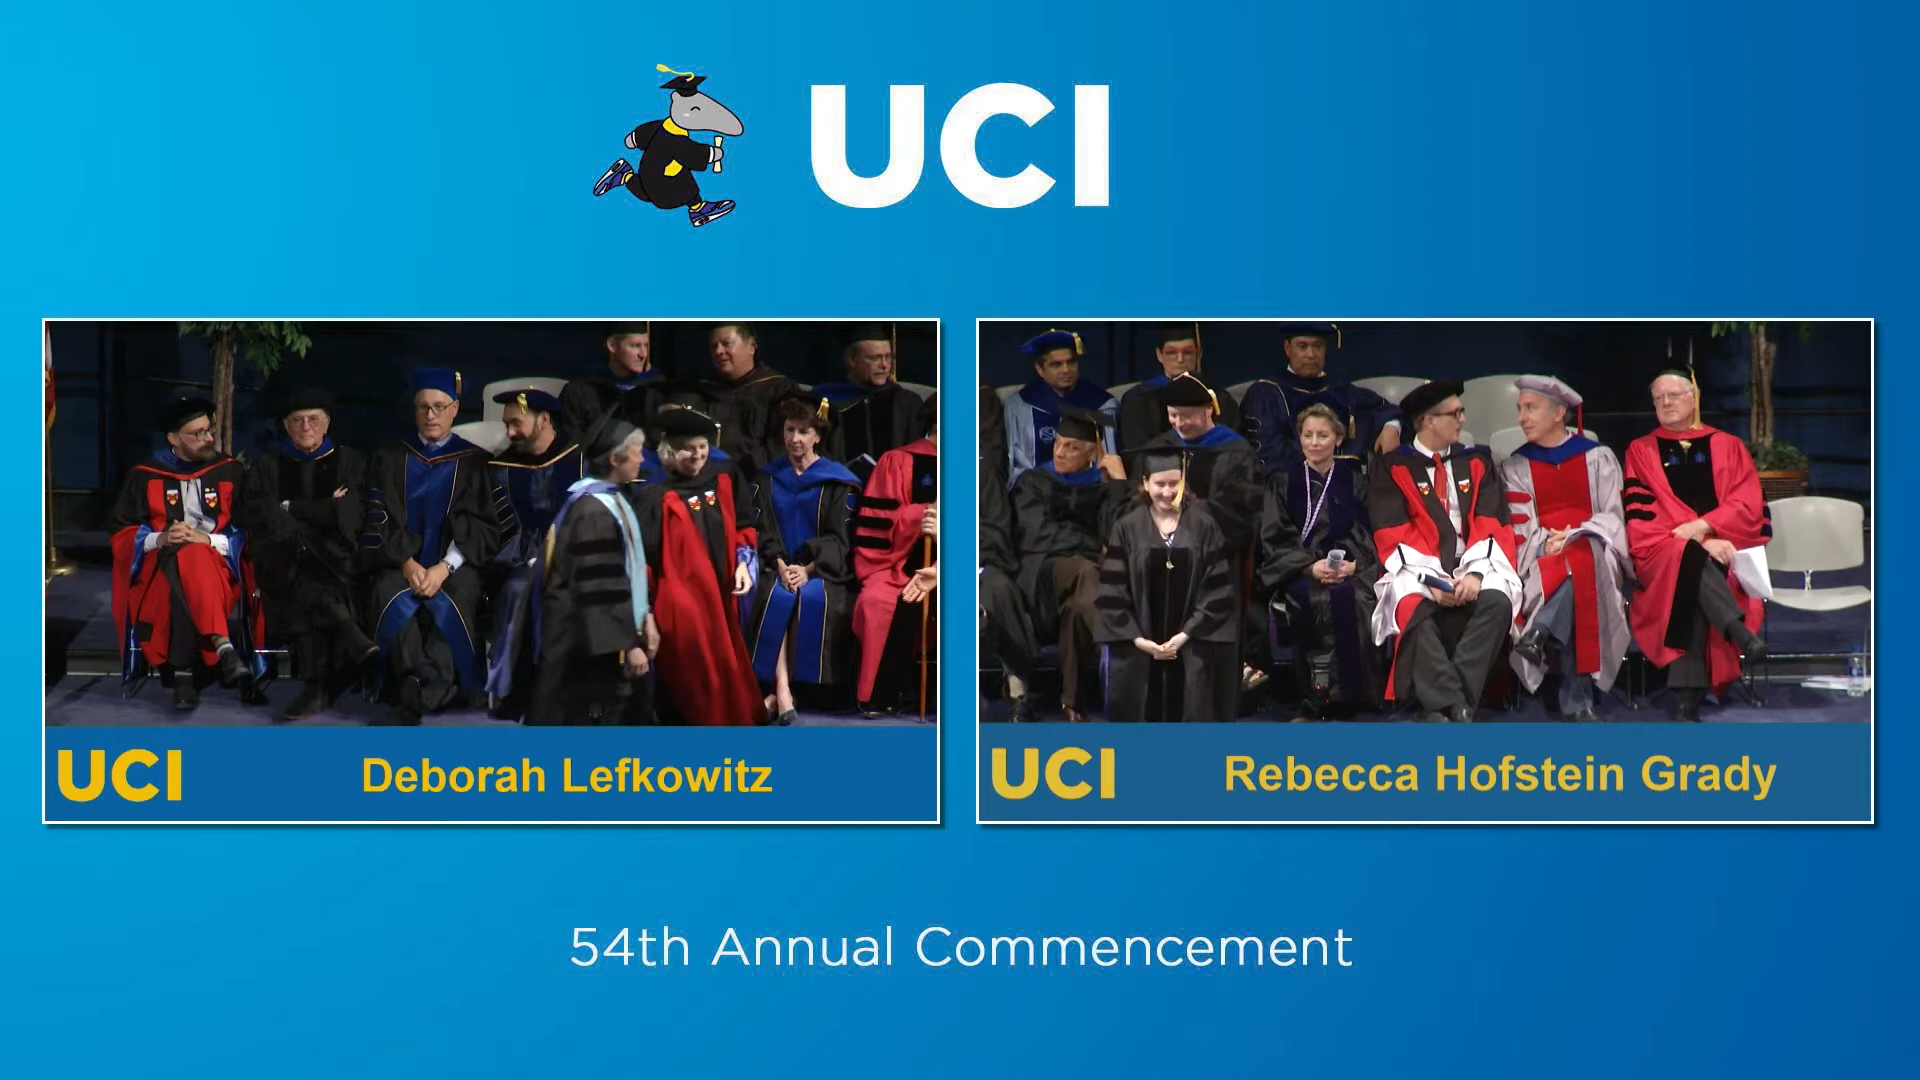 UCI
UCI
Deborah Lefkowitz
UCI
Rebecca Hofstein Grady
54th Annual Commencement